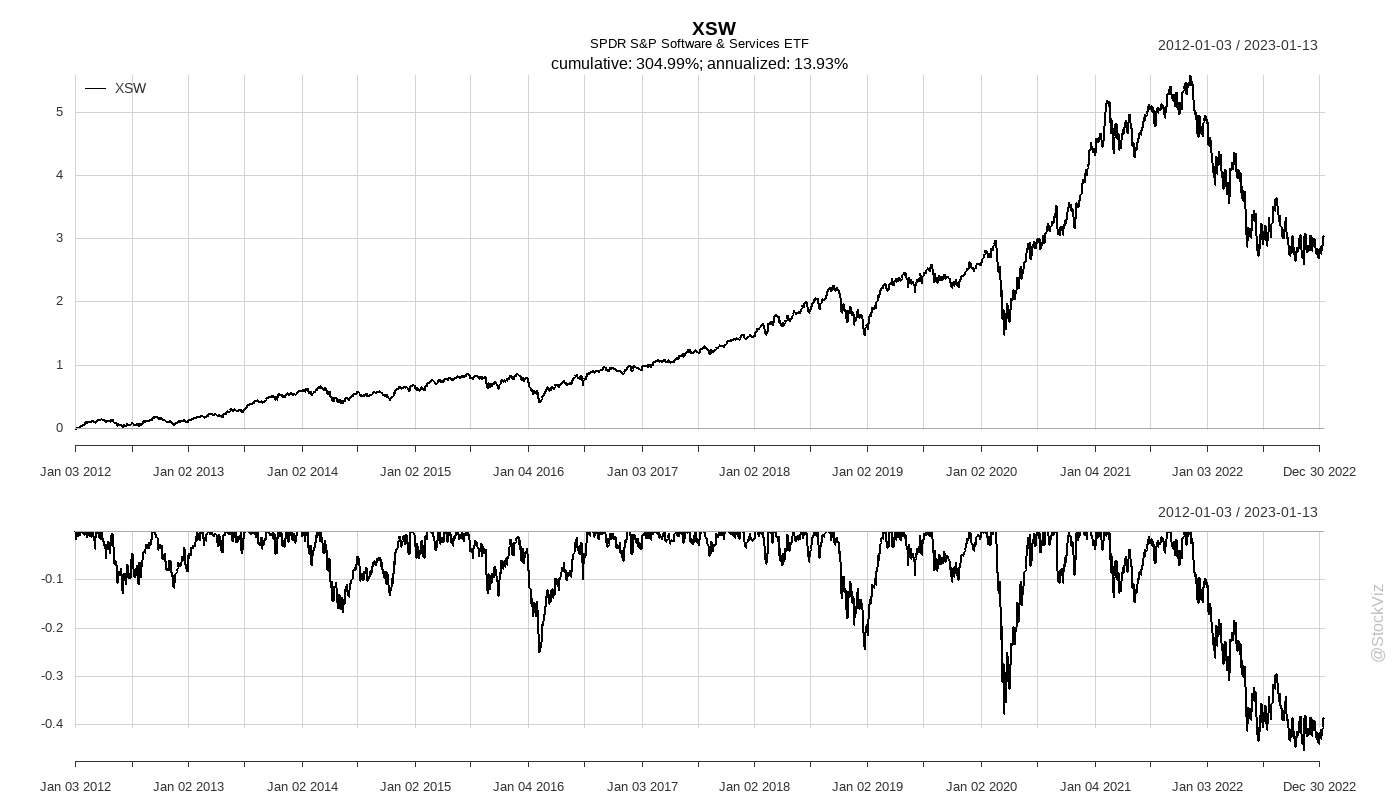 XSW
SPDR S&P Software & Services ETF
cumulative: 304.99%; annualized: 13.93%
2012-01-03 / 2023-01-13
XSW
5
4
3
2
1
0
Jan 03 2012 Jan 02 2013 Jan 02 2014 Jan 02 2015 Jan 04 2016 Jan 03 2017 Jan 02 2018 Jan 02 2019 Jan 02 2020 Jan 04 2021 Jan 03 2022 Dec 30 2022
2012-01-03 / 2023-01-13
-0.1
-0.2
-0.3
-0.4
Jan 03 2012 Jan 02 2013 Jan 02 2014 Jan 02 2015 Jan 04 2016 Jan 03 2017 Jan 02 2018 Jan 02 2019 Jan 02 2020 Jan 04 2021 Jan 03 2022 Dec 30 2022
@StockViz